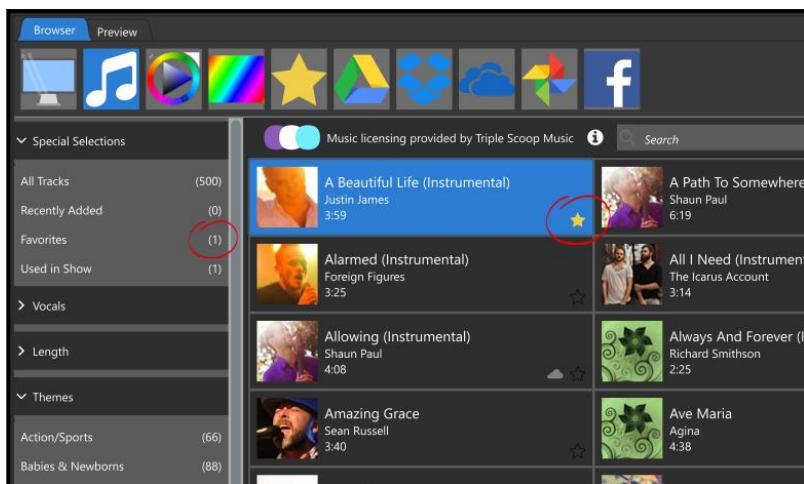 Browser Preview
Special Selections
All Tracks (500)
Recently Added (0)
Favorites (1)
Used in Show (1)
Vocals
Length
Themes
Action/Sports (66)
Babies & Newborns (88)
Music licensing provided by Triple Scoop Music
Search
A Beautiful Life (Instrumental)
Justin James
3:59
A Path To Somewhere
Shaun Paul
6:19
Alarmed (Instrumental)
Foreign Figures
3:25
All I Need (Instrumen
The Icarus Account
3:14
Allowing (Instrumental)
Shaun Paul
4:08
Always And Forever (I
Richard Smithson
2:25
Amazing Grace
Sean Russell
3:40
Ave Maria
Agina
4:38